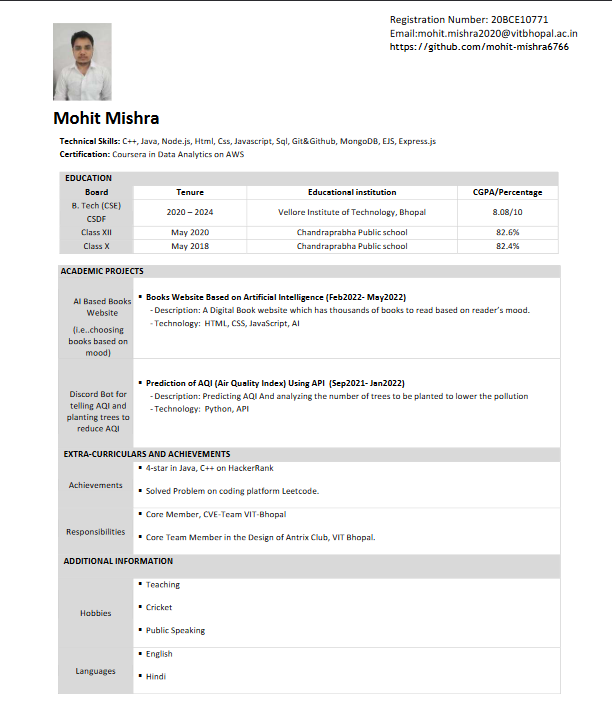 Registration Number: 20BCE10771
Email:mohit.mishra2020@vitbhopal.ac.in
https://github.com/mohit-mishra6766
Mohit Mishra
Technical Skills: C++, Java, Node.js, Html, Css, Javascript, Sql, Git&Github, MongoDB, EJS, Express.js
Certification: Coursera in Data Analytics on AWS
EDUCATION
Board Tenure Educational institution CGPA/Percentage
B. Tech (CSE)
CSDF 2020 – 2024 Vellore Institute of Technology, Bhopal 8.08/10
Class XII May 2020 Chandraprabha Public school 82.6%
Class X May 2018 Chandraprabha Public school 82.4%
ACADEMIC PROJECTS
AI Based Books
Website
(i.e..choosing
books based on
mood)
▪ Books Website Based on Artificial Intelligence (Feb2022- May2022)
- Description: A Digital Book website which has thousands of books to read based on reader's mood.
- Technology: HTML, CSS, JavaScript, AI
Discord Bot for
telling AQI and
planting trees to
reduce AQI
▪ Prediction of AQI (Air Quality Index) Using API (Sep2021- Jan2022)
- Description: Predicting AQI And analyzing the number of trees to be planted to lower the pollution
- Technology: Python, API
EXTRA-CURRICULARS AND ACHIEVEMENTS
Achievements
▪ 4-star in Java, C++ on HackerRank
▪ Solved Problem on coding platform Leetcode.
Responsibilities
▪ Core Member, CVE-Team VIT-Bhopal
▪ Core Team Member in the Design of Antrix Club, VIT Bhopal.
ADDITIONAL INFORMATION
Hobbies
▪ Teaching
▪ Cricket
▪ Public Speaking
Languages
▪ English
▪ Hindi